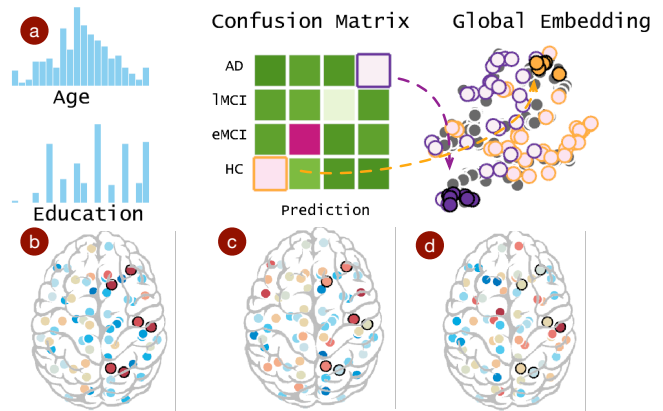 a
Age
Education
Confusion Matrix
AD
lMCI
eMCI
HC
Prediction
Global Embedding
b
c
d